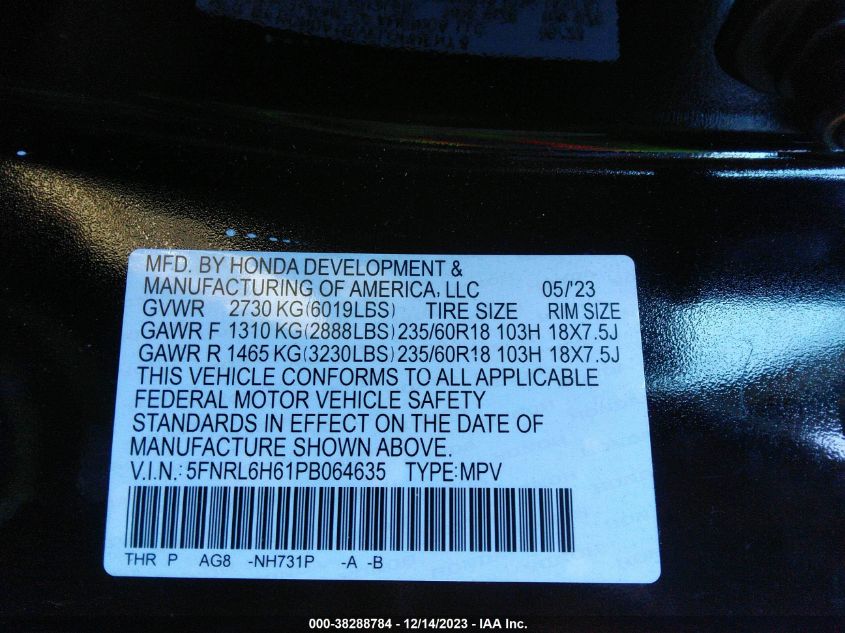 MFD. BY HONDA DEVELOPMENT &
MANUFACTURING OF AMERICA, LLC 05/'23
GVWR 2730 KG(6019LBS) TIRE SIZE RIM SIZE
GAWR F 1310 KG(2888LBS) 235/60R18 103H 18X7.5J
GAWR R 1465 KG(3230LBS) 235/60R18 103H 18X7.5J
THIS VEHICLE CONFORMS TO ALL APPLICABLE
FEDERAL MOTOR VEHICLE SAFETY
STANDARDS IN EFFECT ON THE DATE OF
MANUFACTURE SHOWN ABOVE.
V.I.N.: 5FNRL6H61PB064635 TYPE:MPV
THR P AG8 -NH731P -A -B
000-38288784 - 12/14/2023 - IAA Inc.